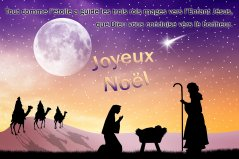 Tout comme l'étoile a guidé les trois rois mages vers l'Enfant Jésus,
que Dieu vous conduise vers le bonheur.
Joyeux
Noël